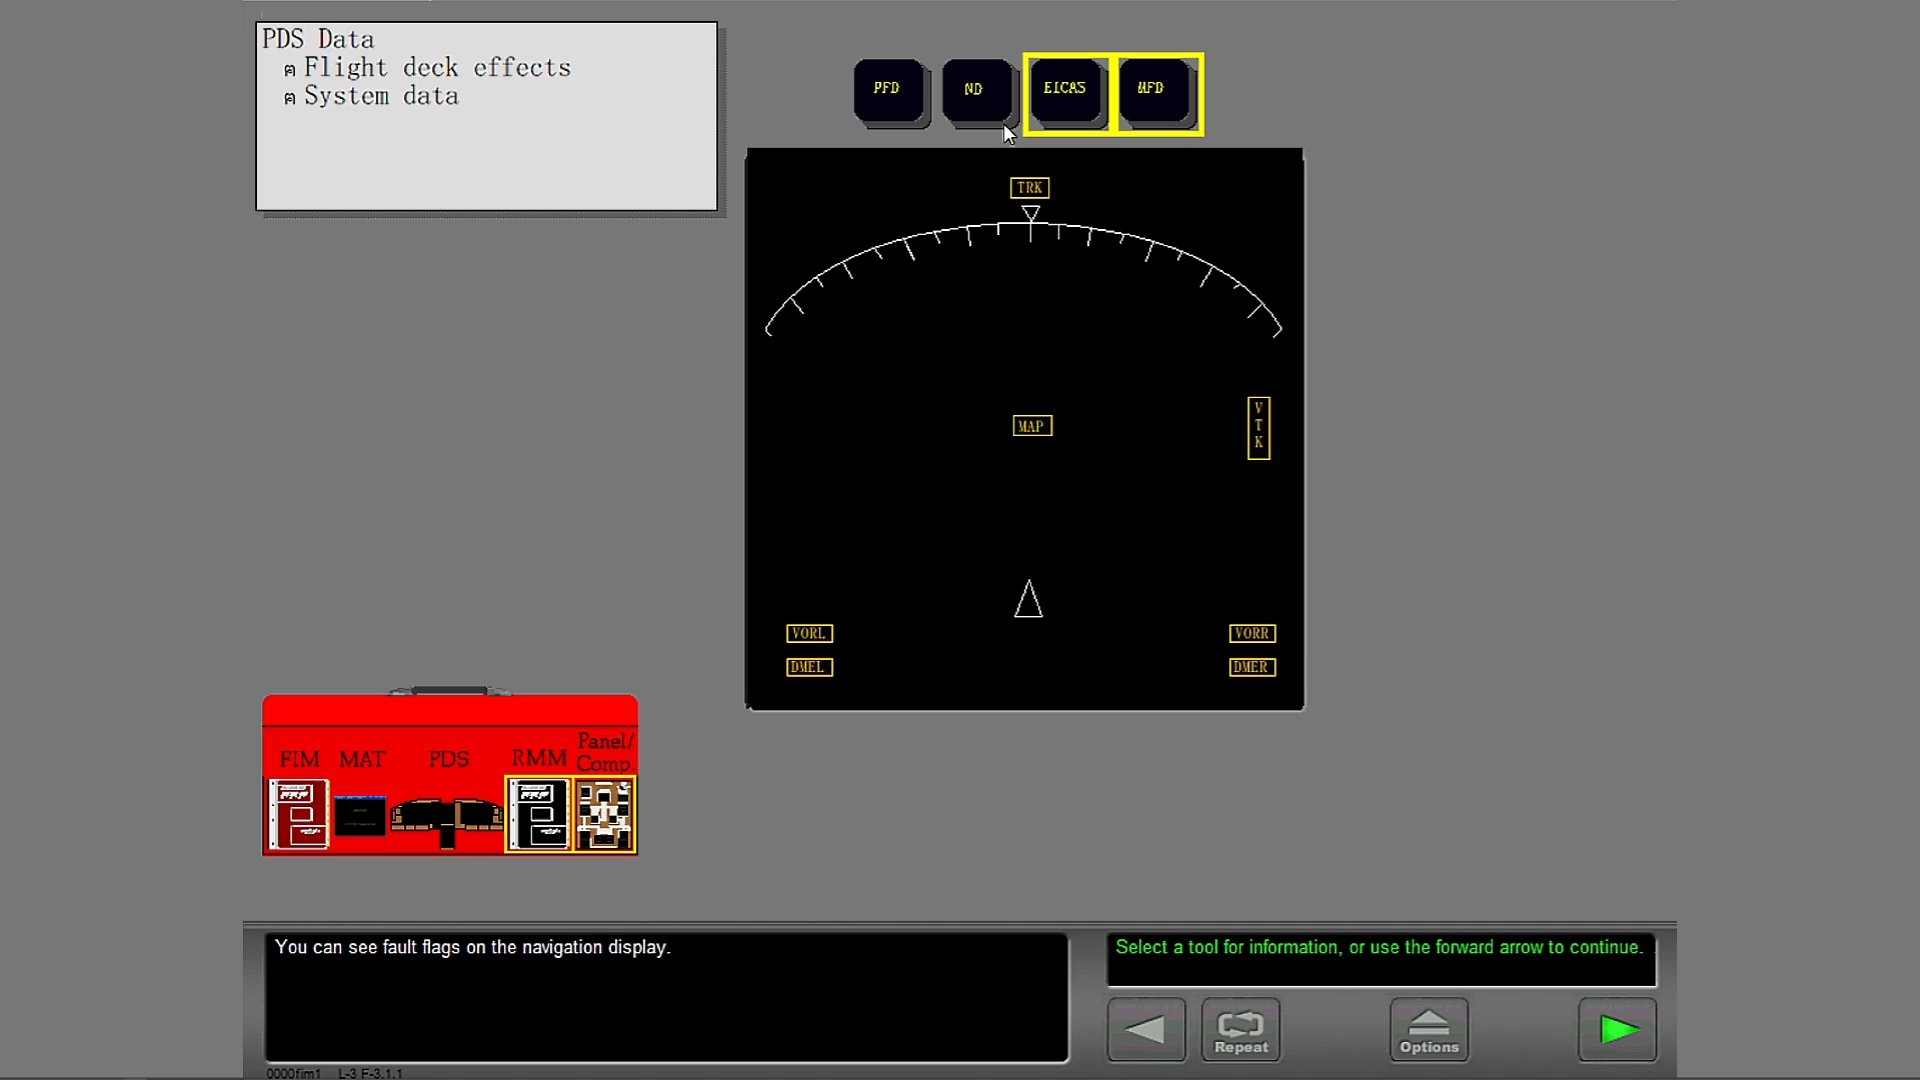 PDS Data
Flight deck effects
System data
PFD
ND
EICAS
MFD
TRK
MAP
V
T
K
VORL
VORR
DMEL
DMER
FIM
MAT
PDS
RMM
Panel/
Comp.
You can see fault flags on the navigation display.
Select a tool for information, or use the forward arrow to continue.
Repeat
Options
0000fim1 L-3 F-3.1.1